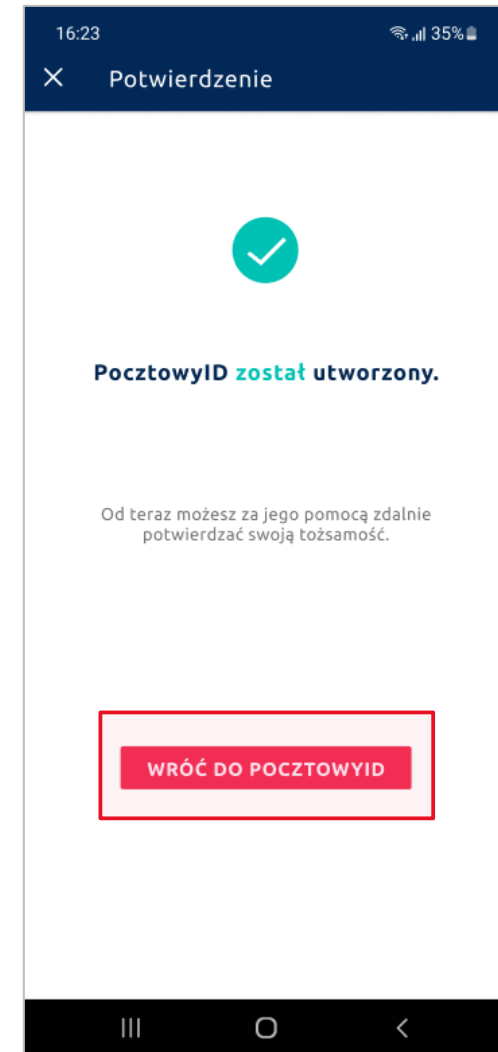 16:23 35%
Potwierdzenie
PocztowyID został utworzony.
Od teraz możesz za jego pomocą zdalnie
potwierdzać swoją tożsamość.
WRÓĆ DO POCZTOWYID